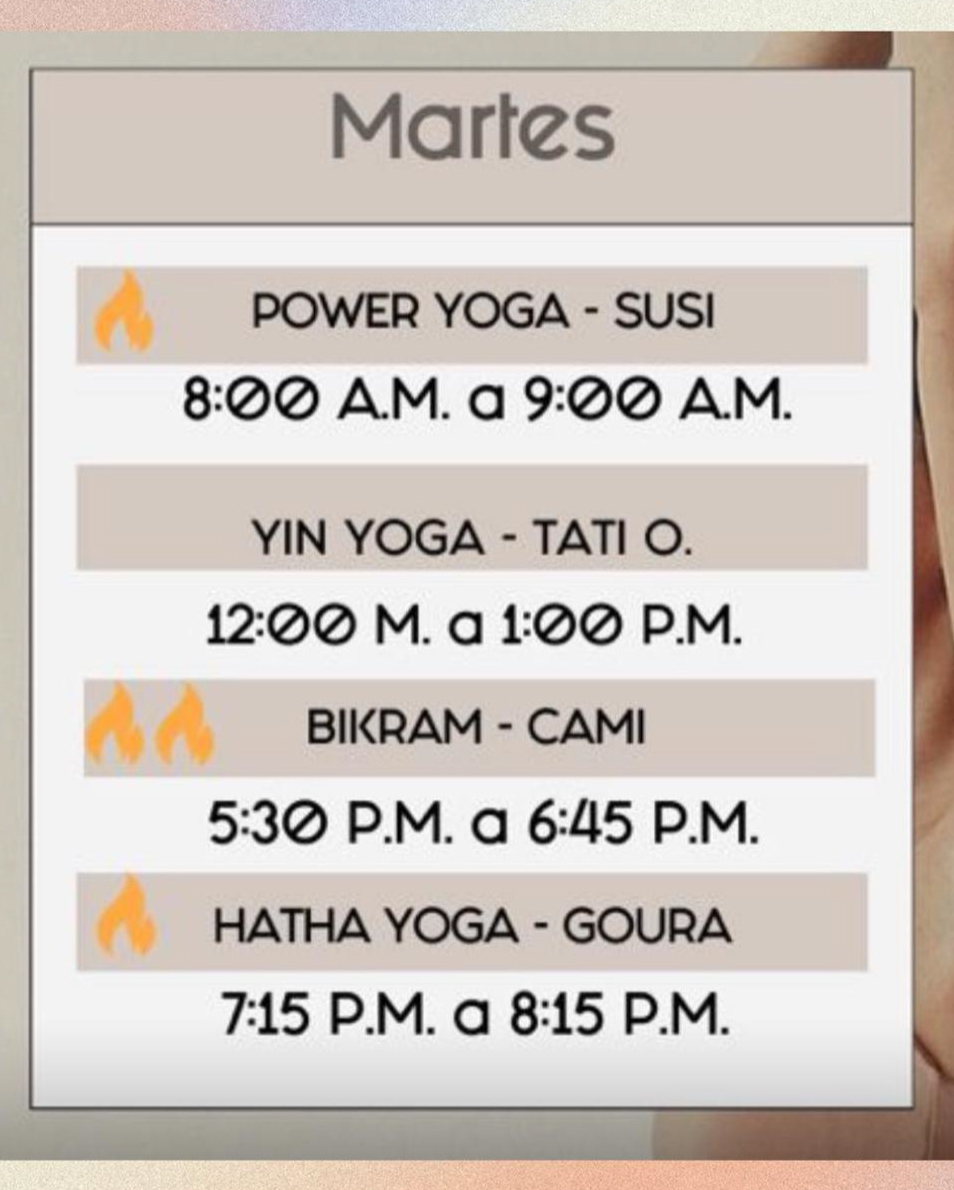 Martes
POWER YOGA - SUSI
8:00 A.M. a 9:00 A.M.
YIN YOGA - TATI O.
12:00 M. a 1:00 P.M.
BIKRAM - CAMI
5:30 P.M. a 6:45 P.M.
HATHA YOGA - GOURA
7:15 P.M. a 8:15 P.M.